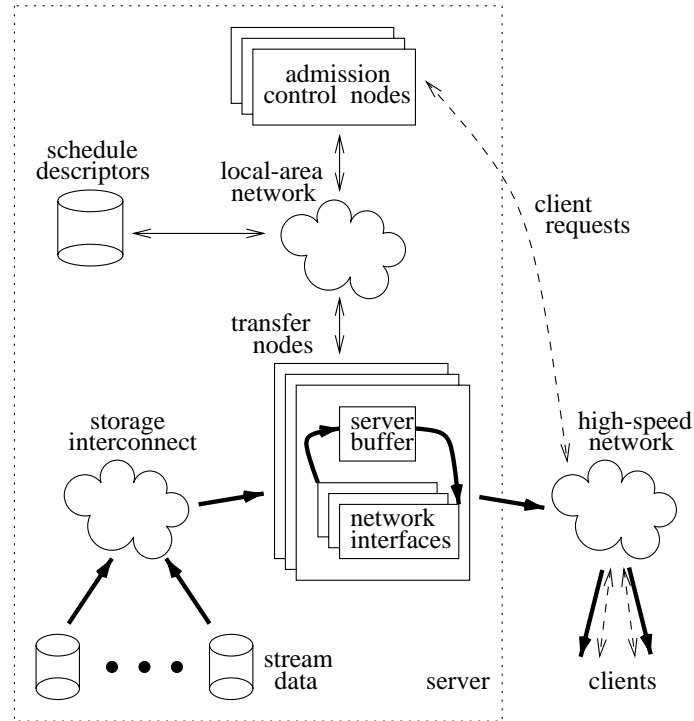 admission
control nodes
schedule
descriptors
local-area
network
client
requests
transfer
nodes
storage
interconnect
server
buffer
high-speed
network
network
interfaces
stream
data
server
clients